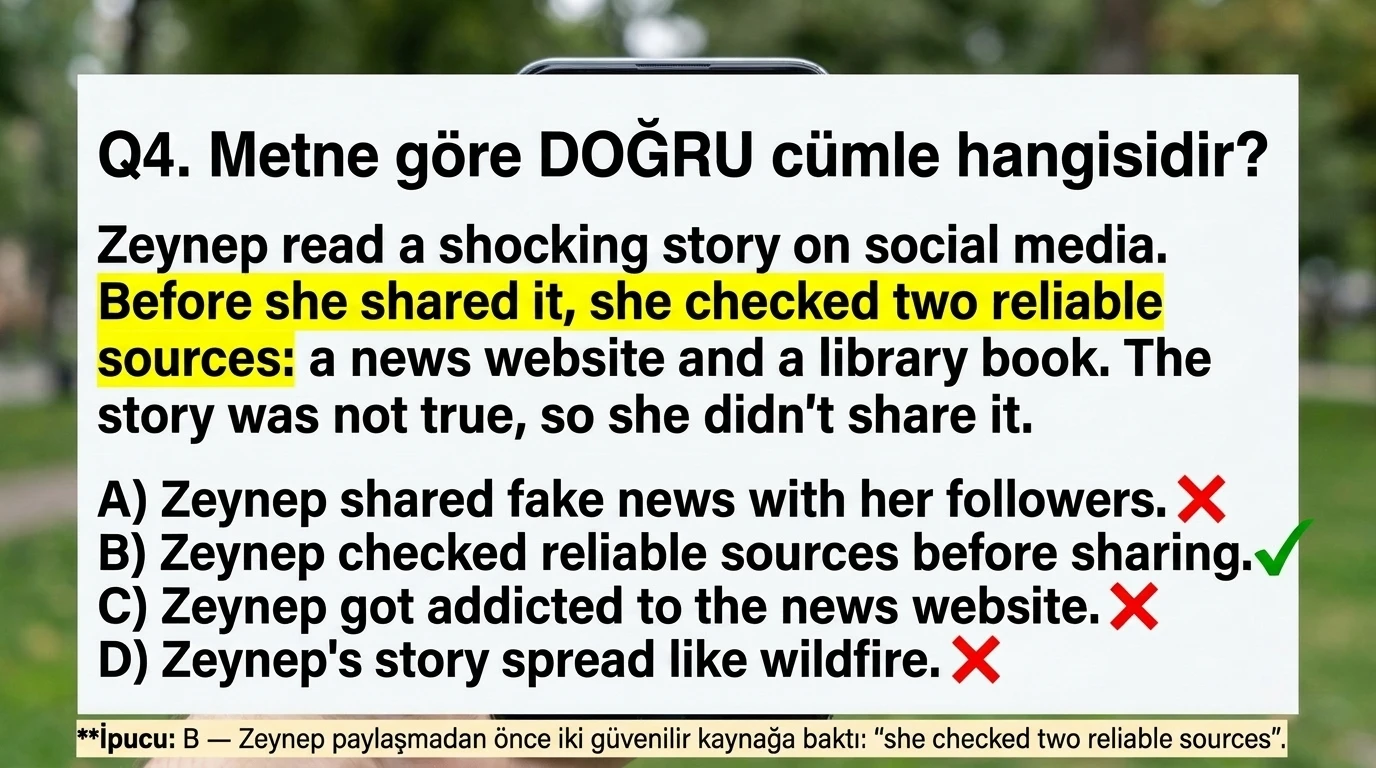 Q4. Metne göre DOĞRU cümle hangisidir?
Zeynep read a shocking story on social media.
Before she shared it, she checked two reliable
sources: a news website and a library book. The
story was not true, so she didn't share it.
A) Zeynep shared fake news with her followers. ❌
B) Zeynep checked reliable sources before sharing. ✓
C) Zeynep got addicted to the news website. ❌
D) Zeynep's story spread like wildfire. ❌
**İpucu: B — Zeynep paylaşmadan önce iki güvenilir kaynağa baktı: “she checked two reliable sources”.